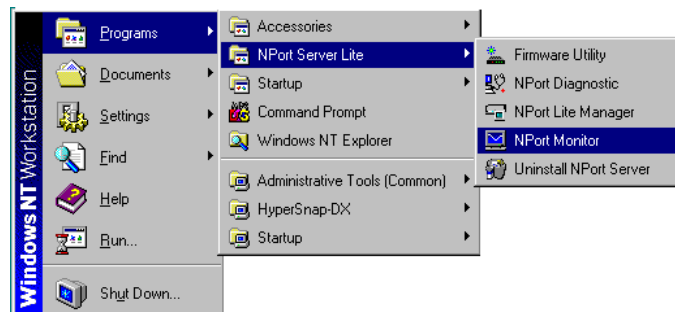 Windows NT Workstation
Programs
Documents
Settings
Find
Help
Run...
Shut Down...
Accessories
NPort Server Lite
Startup
Command Prompt
Windows NT Explorer
Administrative Tools (Common)
HyperSnap-DX
Startup
Firmware Utility
NPort Diagnostic
NPort Lite Manager
NPort Monitor
Uninstall NPort Server